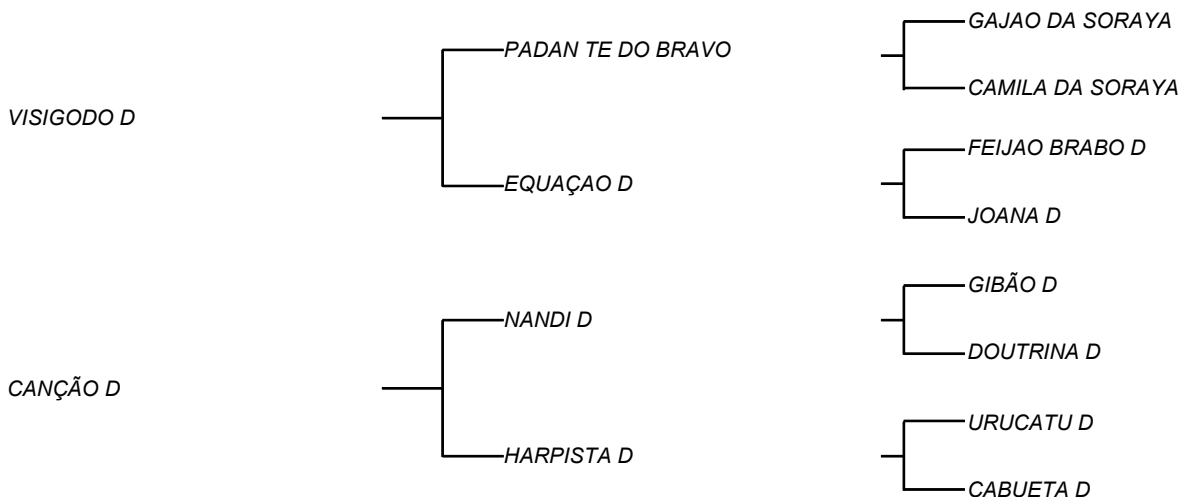 GAJAO DA SORAYA
PADAN TE DO BRAVO
CAMILA DA SORAYA
VISIGODO D
FEIJAO BRABO D
EQUAÇAO D
JOANA D
GIBÃO D
NANDI D
DOUTRINA D
CANÇÃO D
URUCATU D
HARPISTA D
CABUETA D